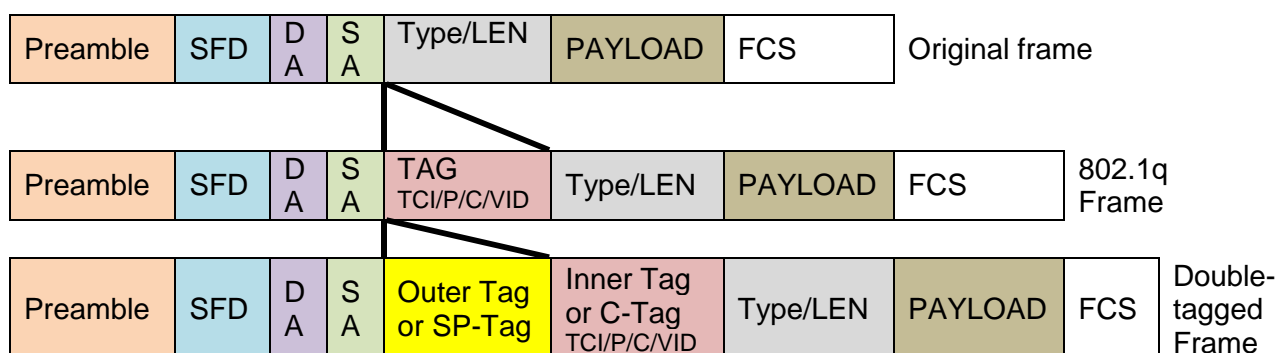 Preamble SFD D A S A Type/LEN PAYLOAD FCS Original frame
Preamble SFD D A S A TAG TCI/P/C/VID Type/LEN PAYLOAD FCS 802.1q Frame
Preamble SFD D A S A Outer Tag or SP-Tag Inner Tag or C-Tag TCI/P/C/VID Type/LEN PAYLOAD FCS Double-tagged Frame